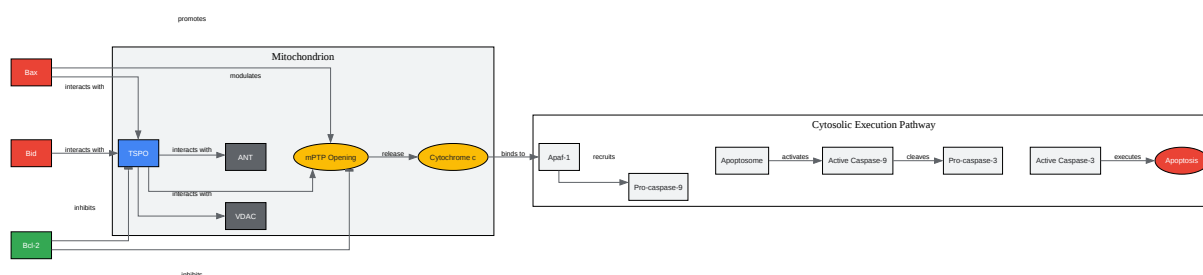 promotes
Mitochondrion
Bax
modulates
interacts with
Cytosolic Execution Pathway
Bid
interacts with
TSPO
interacts with
ANT
mPTP Opening
release
Cytochrome c
binds to
Apaf-1
recruits
Apoptosome
activates
Active Caspase-9
cleaves
Pro-caspase-3
Active Caspase-3
executes
Apoptosis
Pro-caspase-9
interacts with
inhibits
VDAC
Bcl-2
inhibits